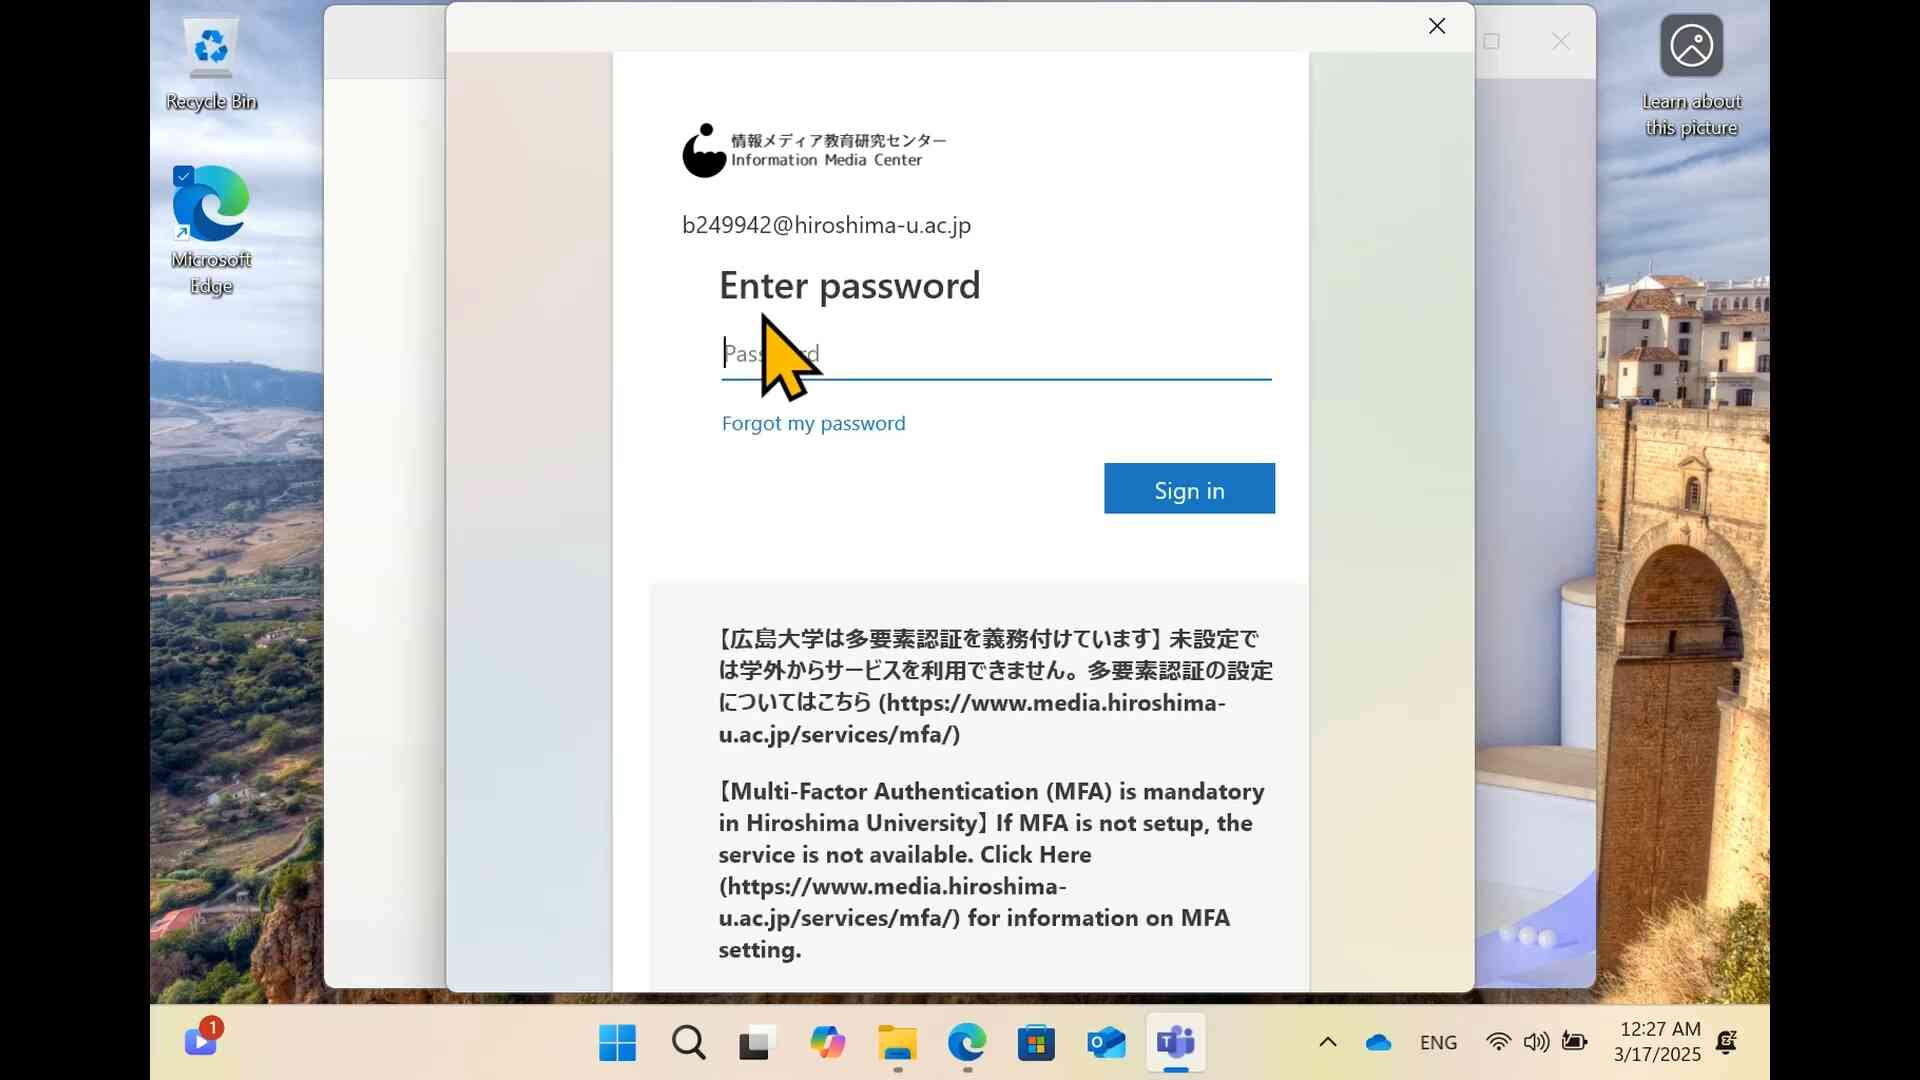 Recycle Bin
Microsoft
Edge
Learn about
this picture
情報メディア教育研究センター
Information Media Center
b249942@hiroshima-u.ac.jp
Enter password
Forgot my password
Sign in
【広島大学は多要素認証を義務付けています】未設定で
は学外からサービスを利用できません。多要素認証の設定
についてはこちら (https://www.media.hiroshima-
u.ac.jp/services/mfa/)
【Multi-Factor Authentication (MFA) is mandatory
in Hiroshima University】If MFA is not setup, the
service is not available. Click Here
(https://www.media.hiroshima-
u.ac.jp/services/mfa/) for information on MFA
setting.
1
ENG
12:27 AM
3/17/2025